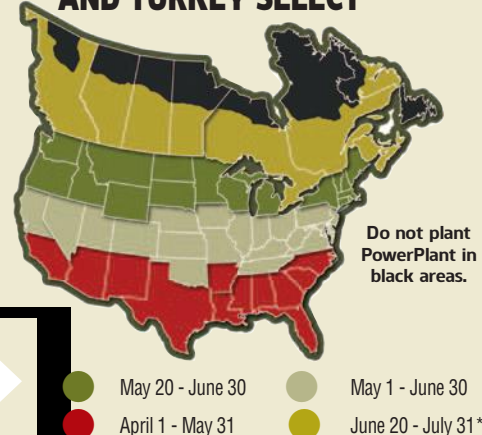 AND TURKEY SELECT
Do not plant
PowerPlant in
black areas.
May 20 - June 30
May 1 - June 30
April 1 - May 31
June 20 - July 31*